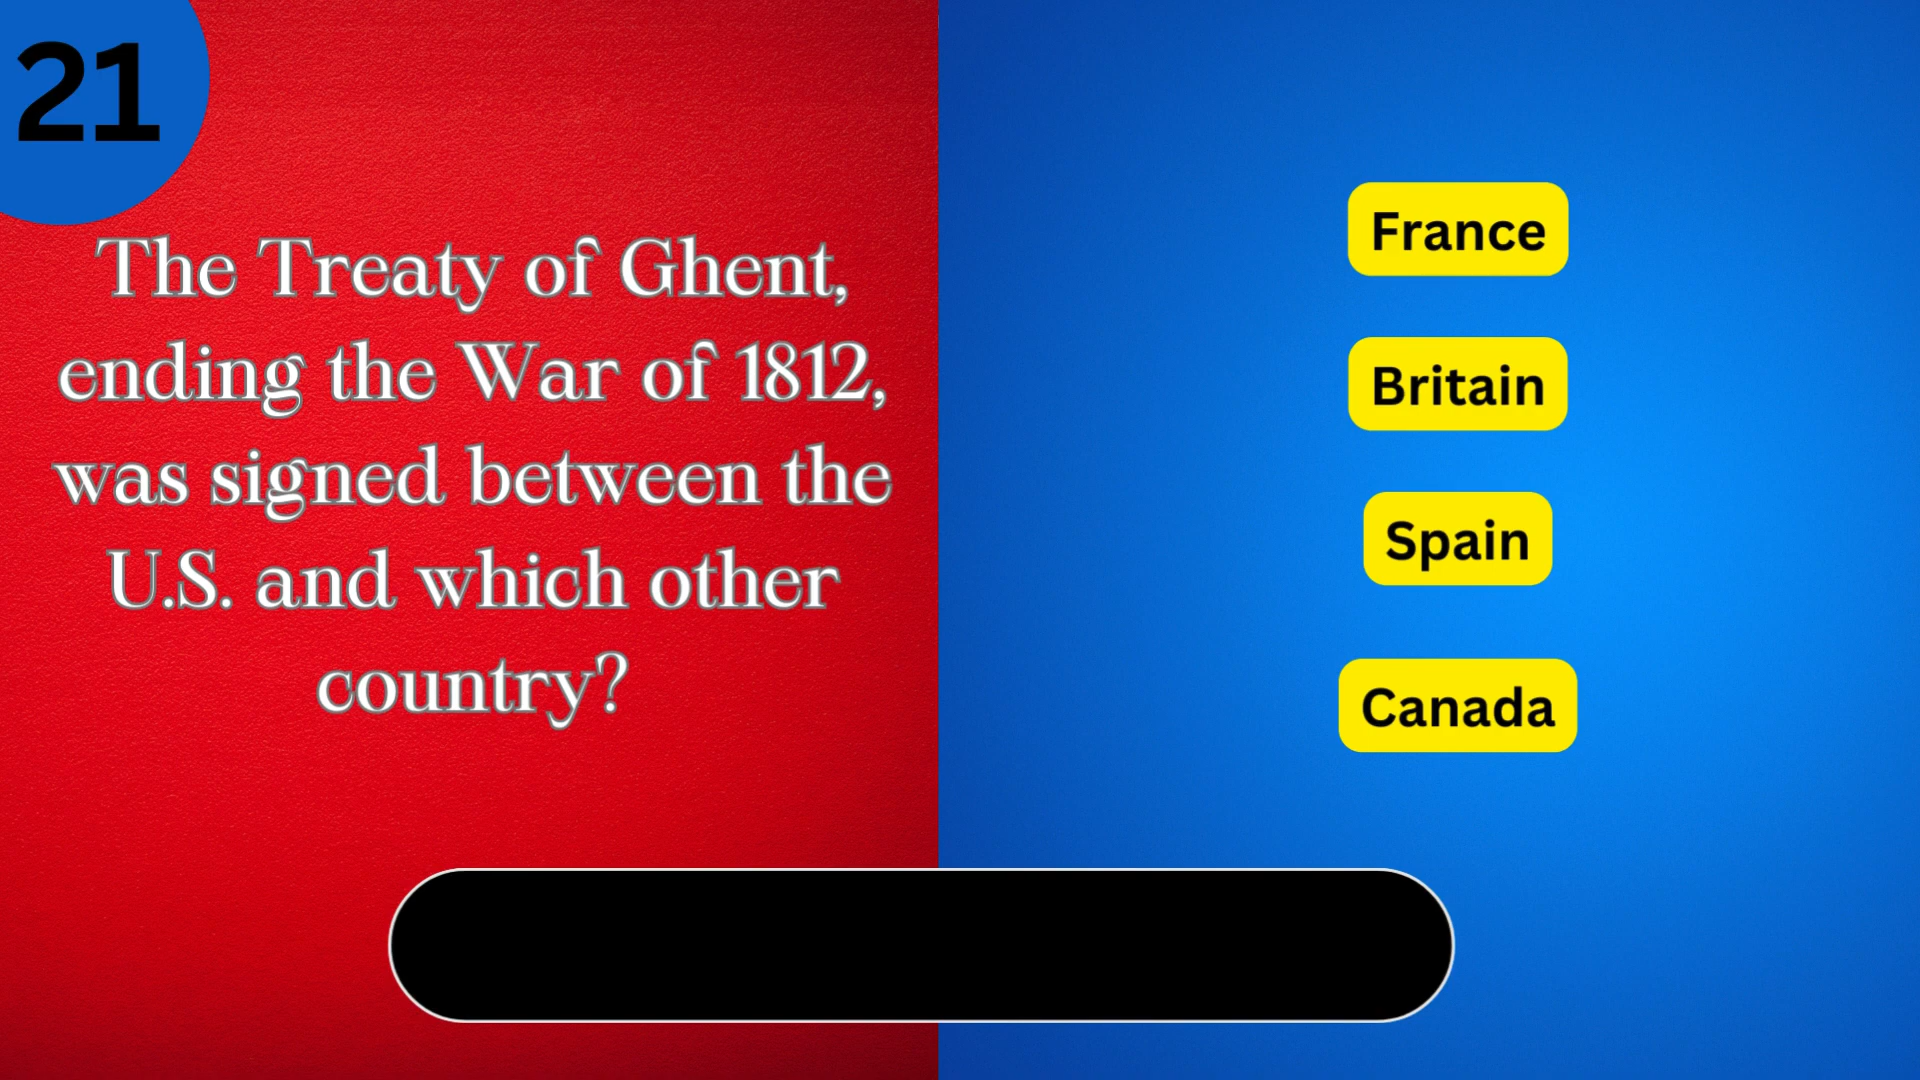 21
The Treaty of Ghent,
ending the War of 1812,
was signed between the
U.S. and which other
country?
France
Britain
Spain
Canada